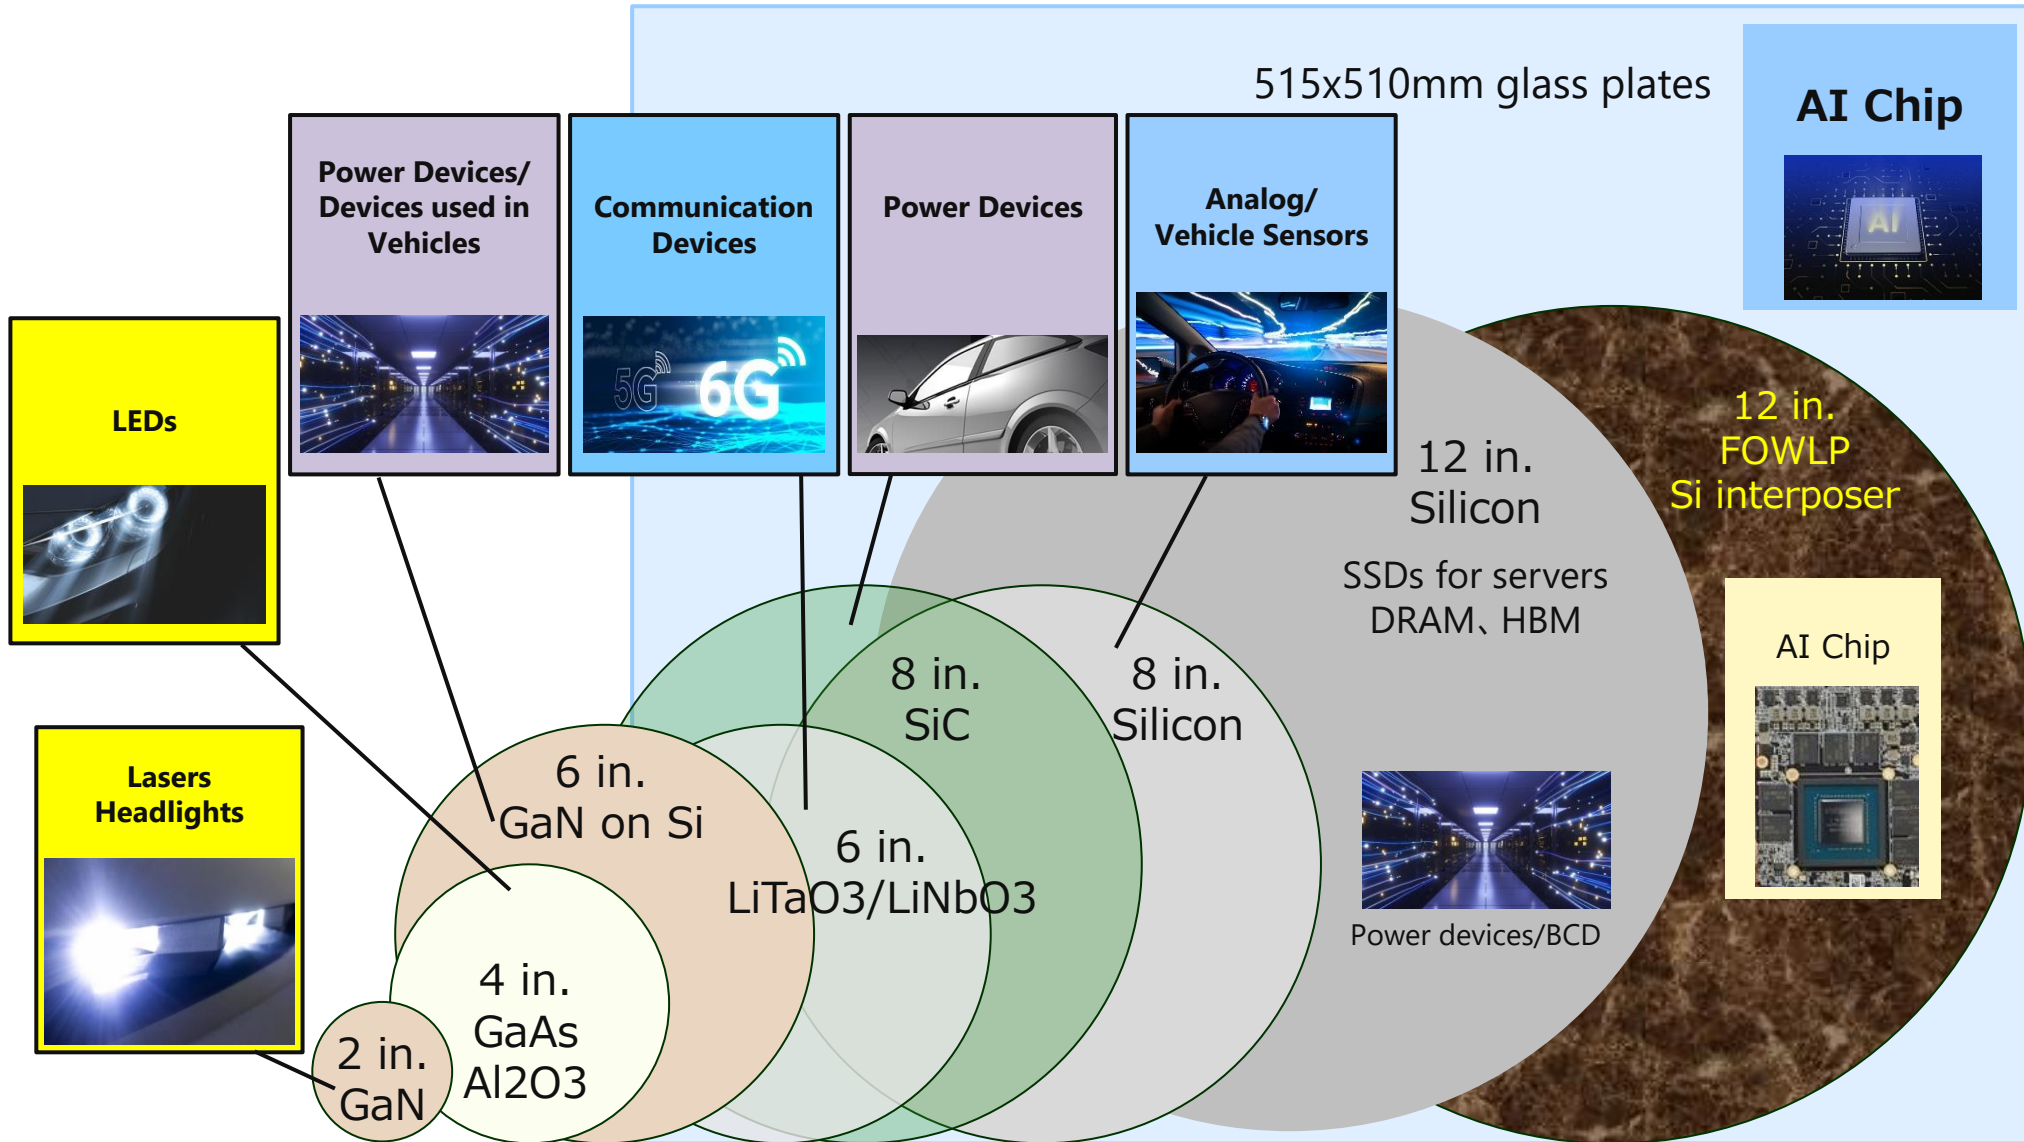 515x510mm glass plates
AI Chip
AI
Power Devices/
Devices used in
Vehicles
Communication
Devices
5G
6G
Power Devices
Analog/
Vehicle Sensors
LEDs
Lasers
Headlights
12 in.
FOWLP
Si interposer
AI Chip
12 in.
Silicon
SSDs for servers
DRAM、HBM
Power devices/BCD
8 in.
SiC
8 in.
Silicon
6 in.
GaN on Si
6 in.
LiTaO3/LiNbO3
4 in.
GaAs
Al2O3
2 in.
GaN